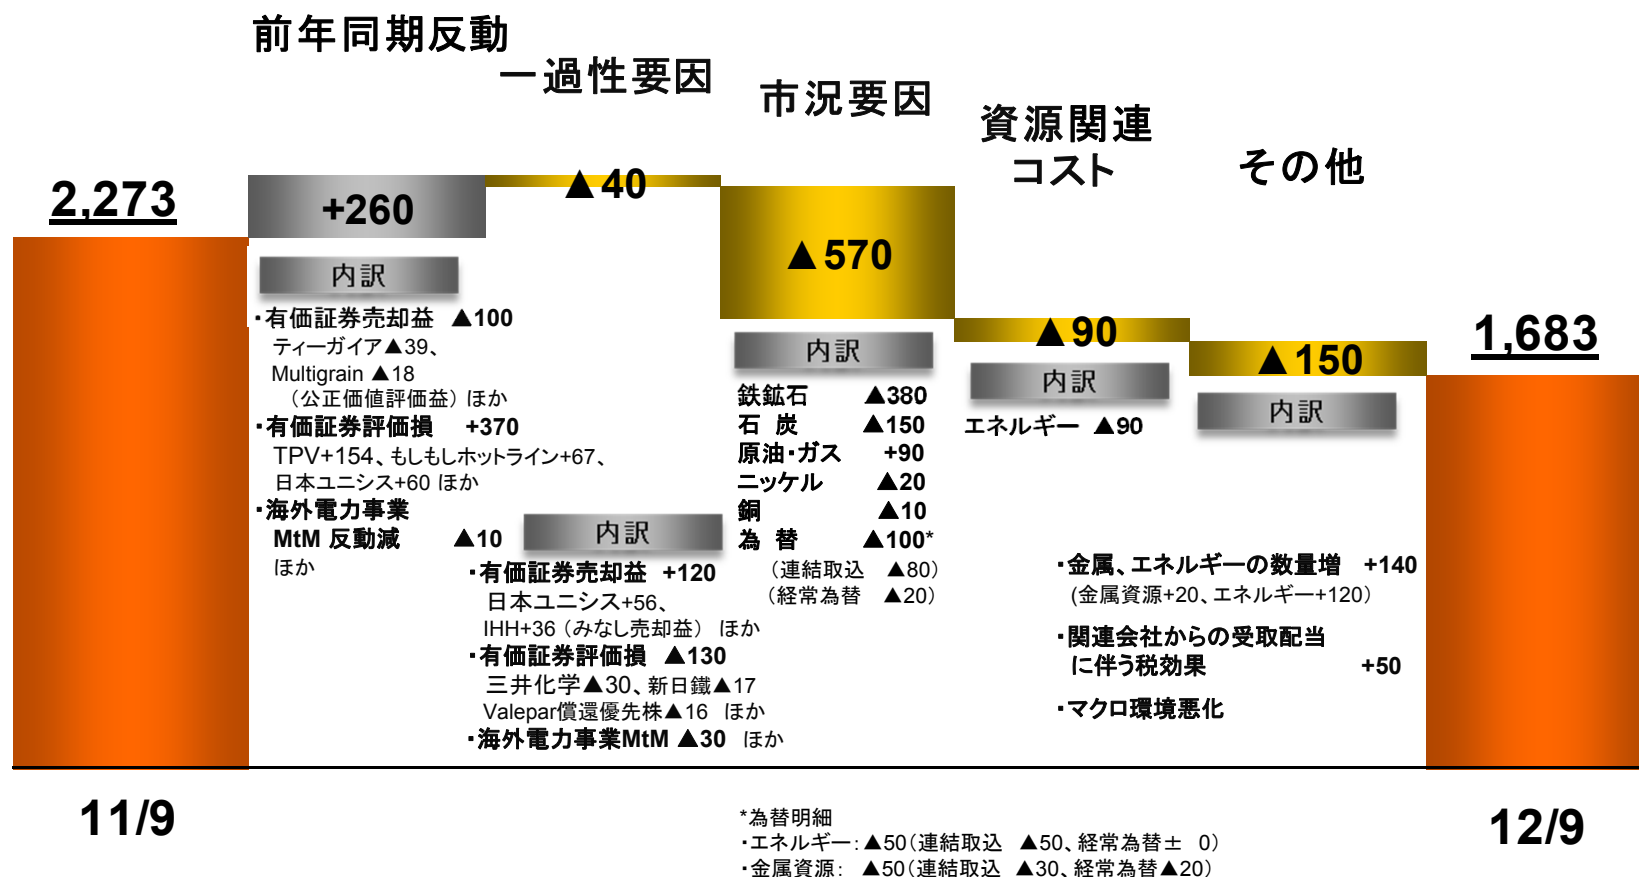 前年同期反動
一過性要因
市況要因
資源関連
コスト
その他
2,273
+260
▲40
▲570
▲90
▲150
1,683
内訳
・有価証券売却益 ▲100
ティーガイア▲39、
Multigrain ▲18
（公正価値評価益）ほか
・有価証券評価損 +370
TPV+154、もしもしホットライン+67、
日本ユニシス+60 ほか
・海外電力事業
MtM 反動減 ▲10
ほか
内訳
・有価証券売却益 +120
日本ユニシス+56、
IHH+36（みなし売却益） ほか
・有価証券評価損 ▲130
三井化学▲30、新日鐵▲17
Valepar償還優先株▲16 ほか
・海外電力事業MtM ▲30 ほか
内訳
鉄鉱石 ▲380
石 炭 ▲150
原油・ガス +90
ニッケル ▲20
銅 ▲10
為 替 ▲100*
（連結取込 ▲80）
（経常為替 ▲20）
内訳
エネルギー ▲90
内訳
・金属、エネルギーの数量増 +140
(金属資源+20、エネルギー+120）
・関連会社からの受取配当
に伴う税効果 +50
・マクロ環境悪化
11/9
12/9
*為替明細
・エネルギー：▲50（連結取込 ▲50、経常為替± 0）
・金属資源： ▲50（連結取込 ▲30、経常為替▲20）